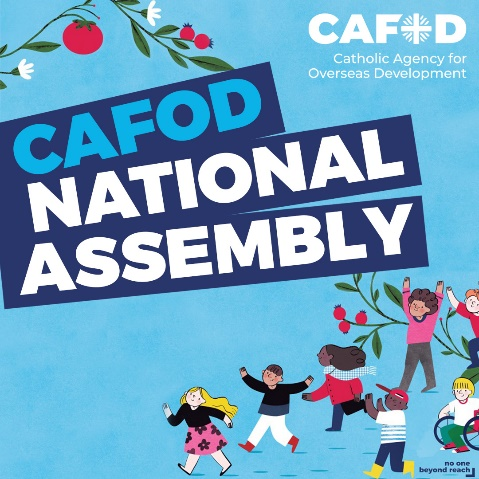 CAFOD
Catholic Agency for
Overseas Development
CAFOD
NATIONAL
ASSEMBLY
no one
beyond reach